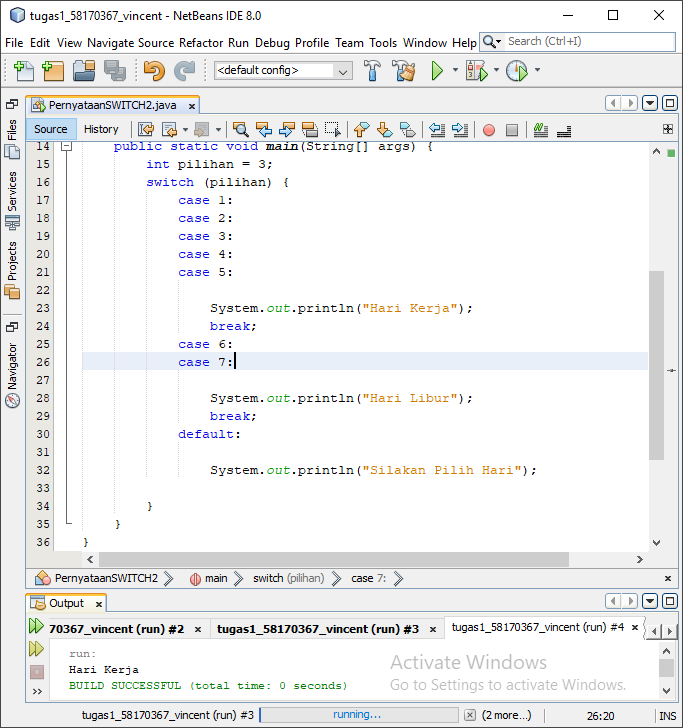 tugas1_58170367_vincent - NetBeans IDE 8.0
File Edit View Navigate Source Refactor Run Debug Profile Team Tools Window Help Search (Ctrl+I)
<default config>
PernyataanSWITCH2.java
Source History
Files
Services
Projects
Navigator
14 public static void main(String[] args) {
15 int pilihan = 3;
16 switch (pilihan) {
17 case 1:
18 case 2:
19 case 3:
20 case 4:
21 case 5:
22
23 System.out.println("Hari Kerja");
24 break;
25 case 6:
26 case 7:
27
28 System.out.println("Hari Libur");
29 break;
30 default:
31
32 System.out.println("Silakan Pilih Hari");
33
34 }
35 }
36 }
PernyataanSWITCH2 main switch (pilihan) case 7:
Output
70367_vincent (run) #2 tugas1_58170367_vincent (run) #3 tugas1_58170367_vincent (run) #4
run:
Hari Kerja
BUILD SUCCESSFUL (total time: 0 seconds)
Activate Windows
Go to Settings to activate Windows.
tugas1_58170367_vincent (run) #3 running... (2 more...) 26:20 INS